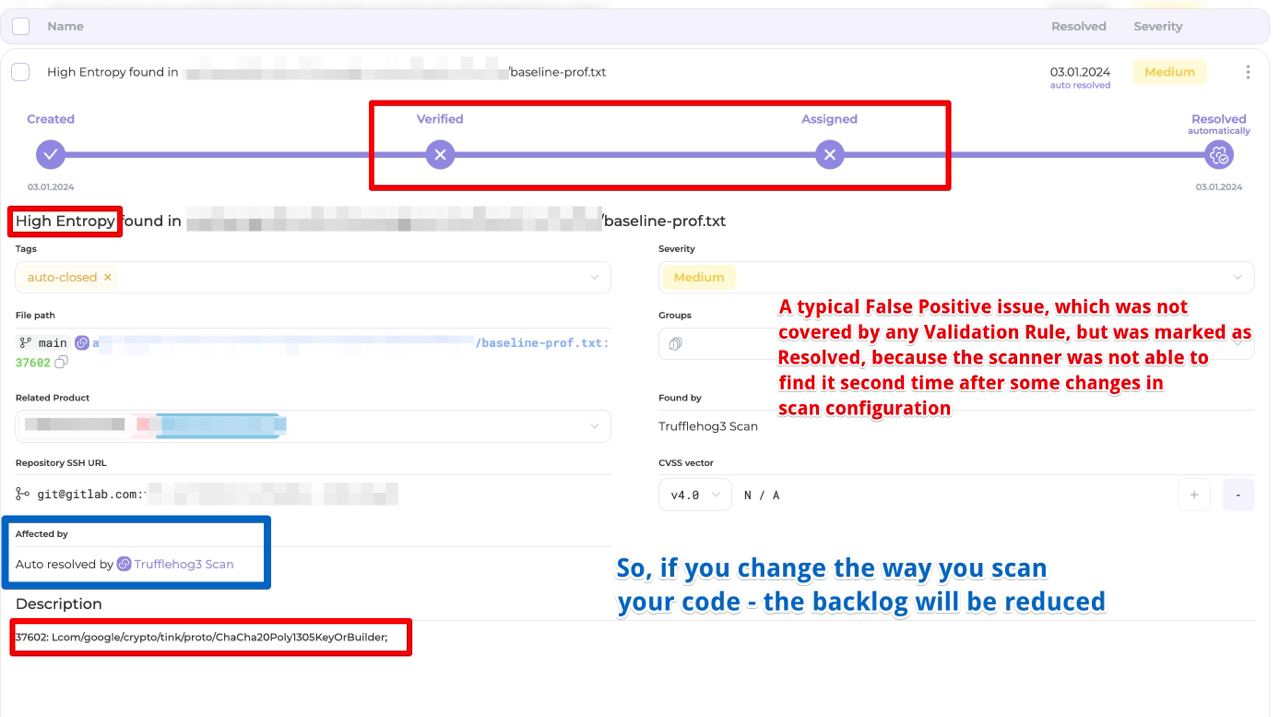 Name Resolved Severity
High Entropy found in /baseline-prof.txt 03.01.2024 Medium
auto resolved
Created Verified Assigned Resolved
automatically
03.01.2024 03.01.2024
High Entropy found in /baseline-prof.txt
Tags Severity
auto-closed × Medium
File path Groups
main a /baseline-prof.txt:
37602
A typical False Positive issue, which was not
covered by any Validation Rule, but was marked as
Resolved, because the scanner was not able to
find it second time after some changes in
scan configuration
Related Product Found by
Trufflehog3 Scan
Repository SSH URL CVSS vector
git@gitlab.com: v4.0 N / A + -
Affected by
Auto resolved by Trufflehog3 Scan
So, if you change the way you scan
your code - the backlog will be reduced
Description
37602: Lcom/google/crypto/tink/proto/ChaCha20Poly1305KeyOrBuilder;